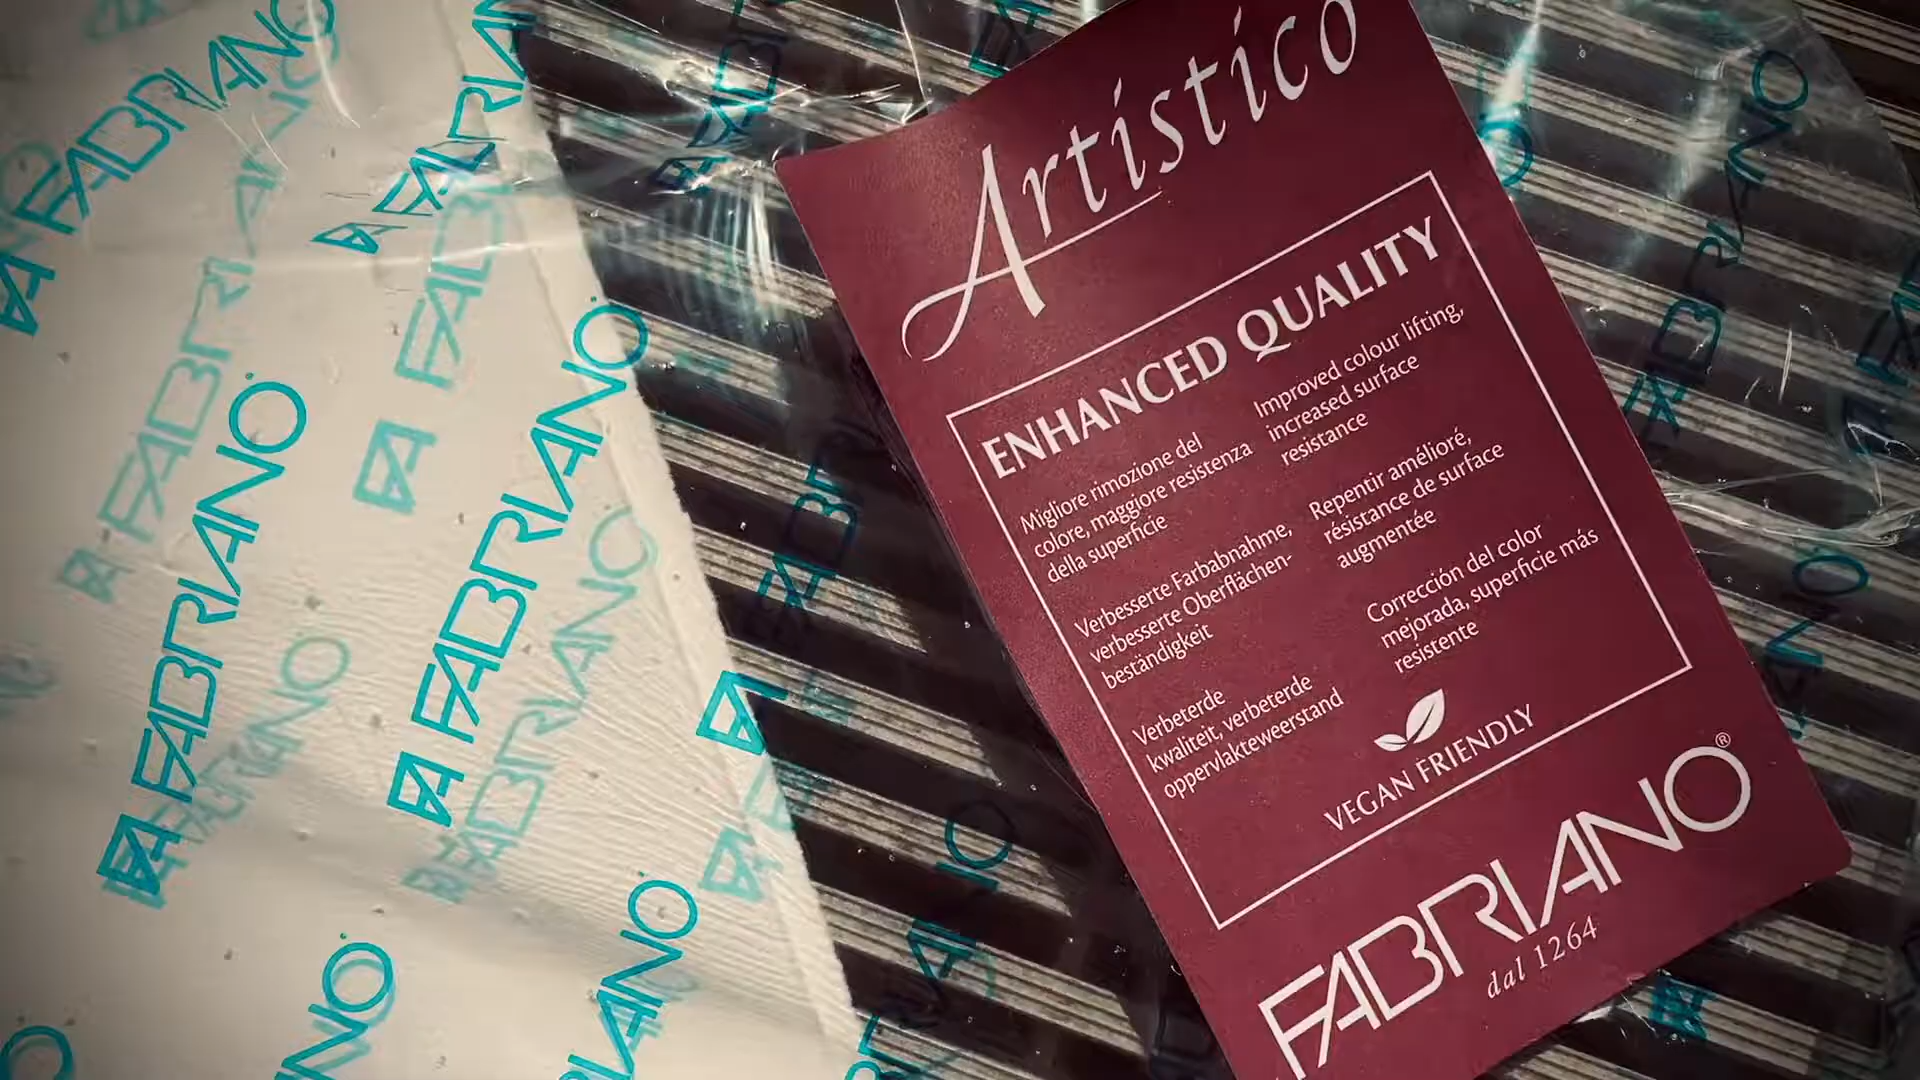 Artistico
ENHANCED QUALITY
Migliore rimozione del
colore, maggiore resistenza
della superficie
Improved colour lifting,
increased surface
resistance
Verbesserte Farbabnahme,
verbesserte Oberflächen-
beständigkeit
Repentir amélioré,
résistance de surface
augmentée
Verbeterde
kwaliteit, verbeterde
oppervlakteweerstand
Corrección del color
mejorada, superficie más
resistente
VEGAN FRIENDLY
FABRIANO®
dal 1264
FABRIANO
FABRIANO
FABRIANO
FABRIANO
FABRIANO
FABRIANO